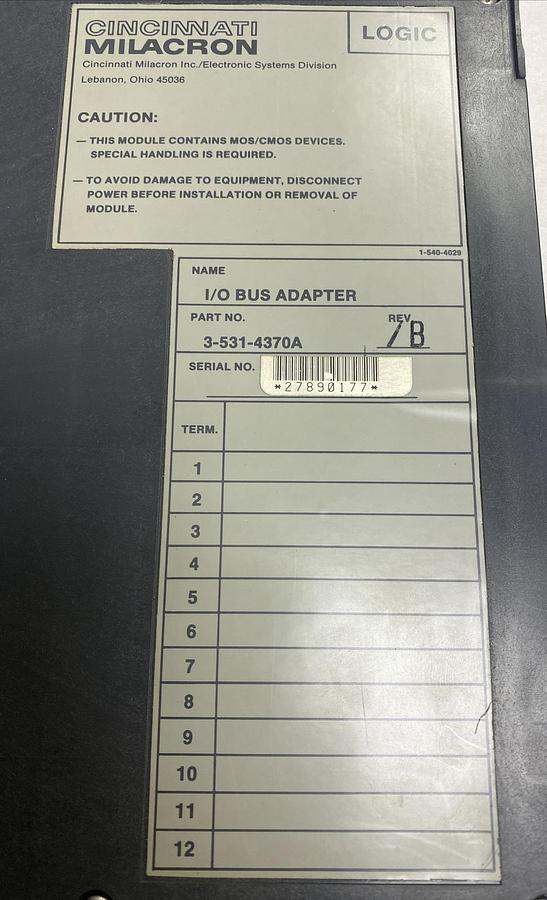 CINCINNATI
MILACRON
LOGIC
Cincinnati Milacron Inc./Electronic Systems Division
Lebanon, Ohio 45036
CAUTION:
— THIS MODULE CONTAINS MOS/CMOS DEVICES.
SPECIAL HANDLING IS REQUIRED.
— TO AVOID DAMAGE TO EQUIPMENT, DISCONNECT
POWER BEFORE INSTALLATION OR REMOVAL OF
MODULE.
1-540-4029
NAME
I/O BUS ADAPTER
PART NO.
3-531-4370A
REV.
/B
SERIAL NO.
*27890177*
TERM.
1
2
3
4
5
6
7
8
9
10
11
12